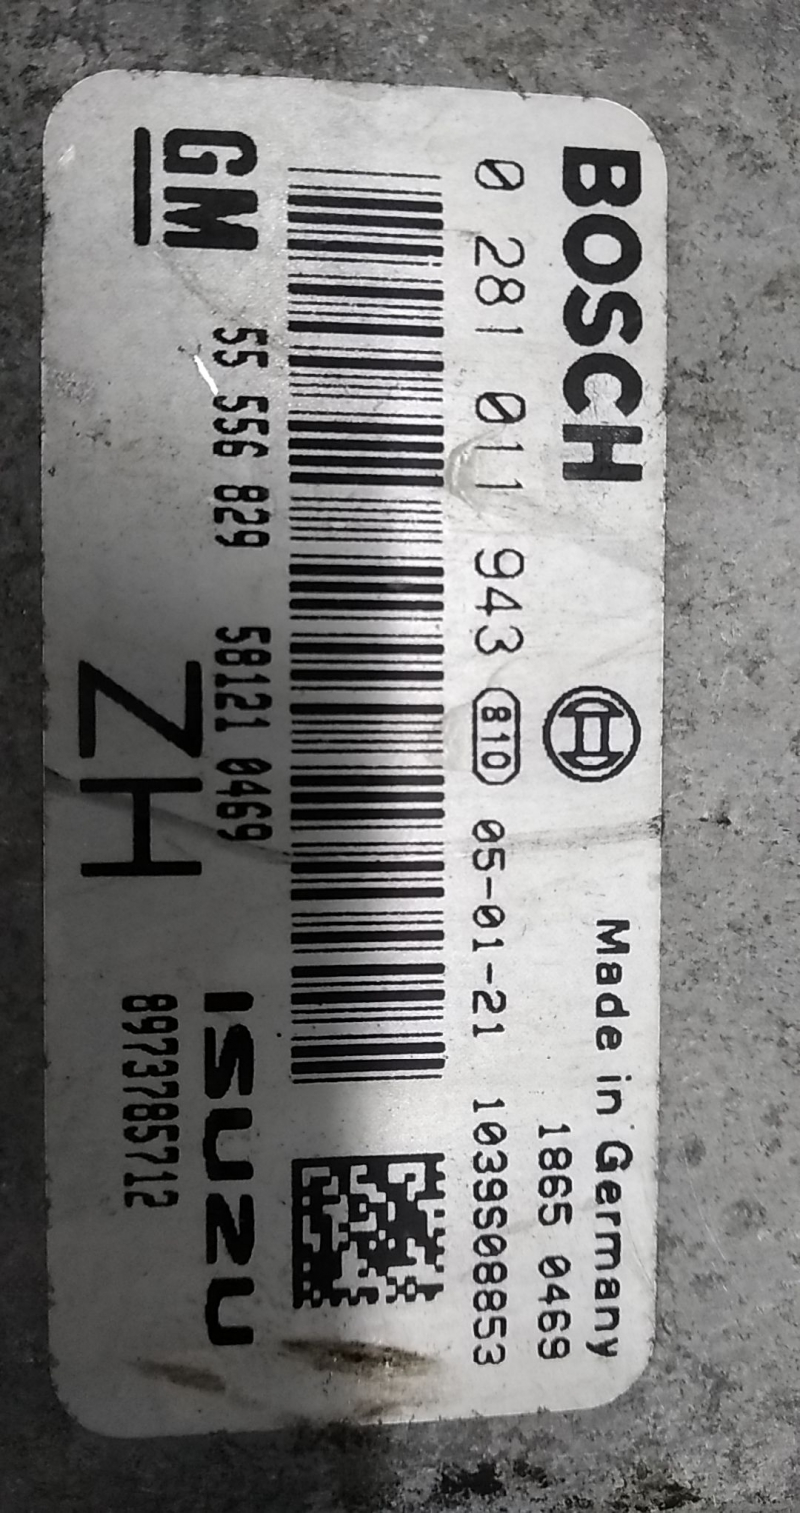 BOSCH Made in Germany
1865 0469
0 281 011 943 810 05-01-21 1039S08853
GM 55 556 829 58121 0469 ISUZU
ZH 8973785712